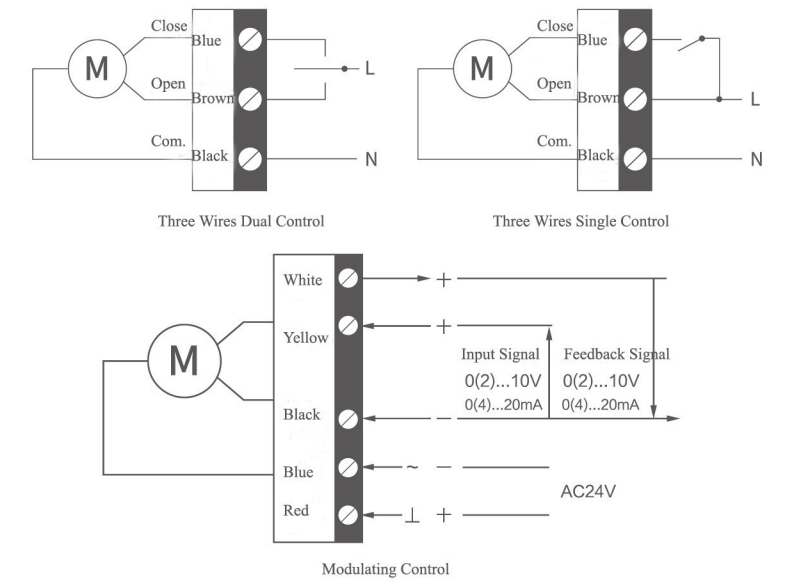 Close
Blue
M
L
Open
Brown
Com.
Black
N
Three Wires Dual Control
Close
Blue
M
Open
Brown
L
Com.
Black
N
Three Wires Single Control
White
+
Yellow
+
M
Input Signal
Feedback Signal
0(2)...10V
0(2)...10V
0(4)...20mA
0(4)...20mA
Black
−
Blue
~ −
AC24V
Red
⊥ +
Modulating Control